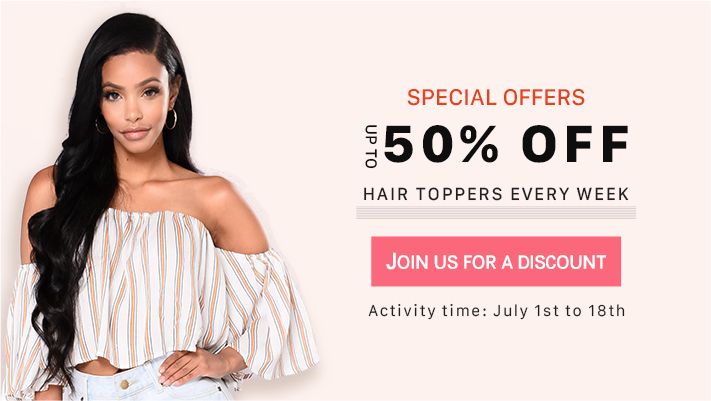 SPECIAL OFFERS
UP TO 50% OFF
HAIR TOPPERS EVERY WEEK
JOIN US FOR A DISCOUNT
Activity time: July 1st to 18th